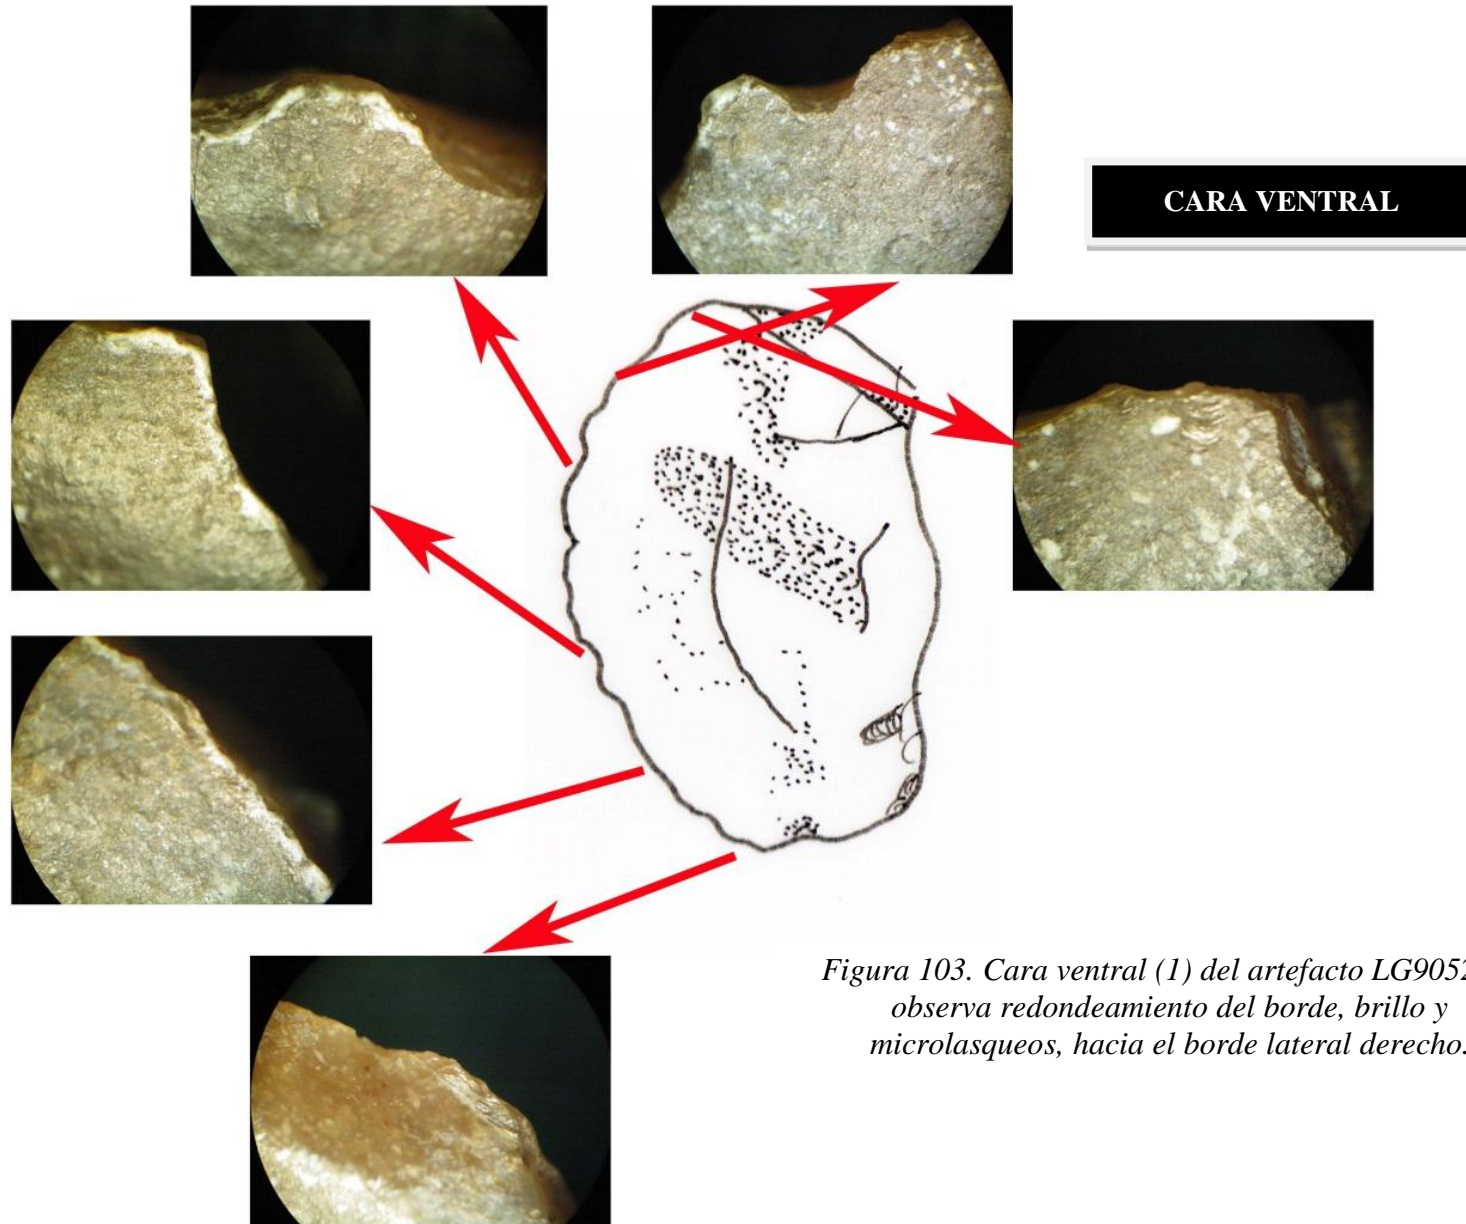 CARA VENTRAL
Figura 103. Cara ventral (1) del artefacto LG9052
observa redondeamiento del borde, brillo y
microlasqueos, hacia el borde lateral derecho.